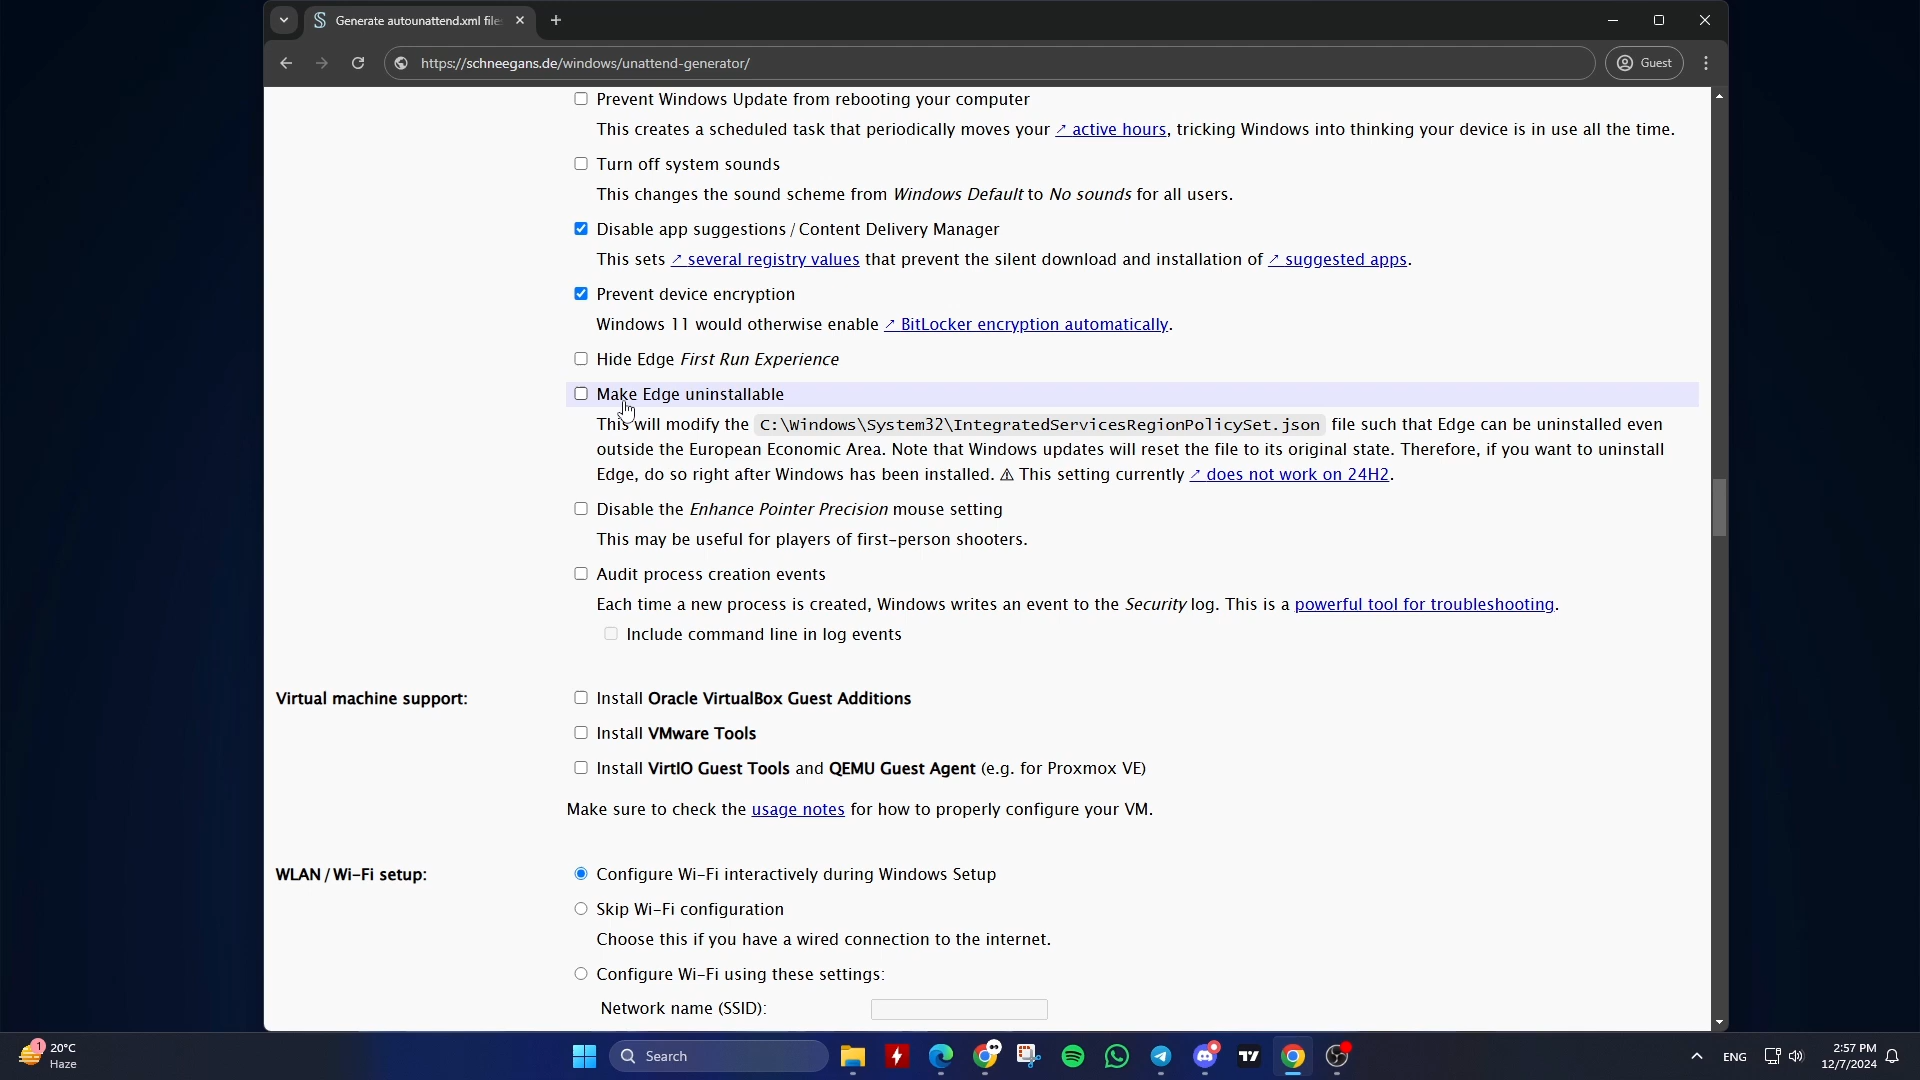 Generate autounattend.xml file
https://schneegans.de/windows/unattend-generator/
Guest
Prevent Windows Update from rebooting your computer
This creates a scheduled task that periodically moves your ↗ active hours, tricking Windows into thinking your device is in use all the time.
Turn off system sounds
This changes the sound scheme from Windows Default to No sounds for all users.
Disable app suggestions / Content Delivery Manager
This sets ↗ several registry values that prevent the silent download and installation of ↗ suggested apps.
Prevent device encryption
Windows 11 would otherwise enable ↗ BitLocker encryption automatically.
Hide Edge First Run Experience
Make Edge uninstallable
This will modify the C:\Windows\System32\IntegratedServicesRegionPolicySet.json file such that Edge can be uninstalled even
outside the European Economic Area. Note that Windows updates will reset the file to its original state. Therefore, if you want to uninstall
Edge, do so right after Windows has been installed. ⚠ This setting currently ↗ does not work on 24H2.
Disable the Enhance Pointer Precision mouse setting
This may be useful for players of first-person shooters.
Audit process creation events
Each time a new process is created, Windows writes an event to the Security log. This is a powerful tool for troubleshooting.
Include command line in log events
Virtual machine support:
Install Oracle VirtualBox Guest Additions
Install VMware Tools
Install VirtIO Guest Tools and QEMU Guest Agent (e.g. for Proxmox VE)
Make sure to check the usage notes for how to properly configure your VM.
WLAN / Wi-Fi setup:
Configure Wi-Fi interactively during Windows Setup
Skip Wi-Fi configuration
Choose this if you have a wired connection to the internet.
Configure Wi-Fi using these settings:
Network name (SSID):
1
20°C
Haze
Search
ENG
2:57 PM
12/7/2024